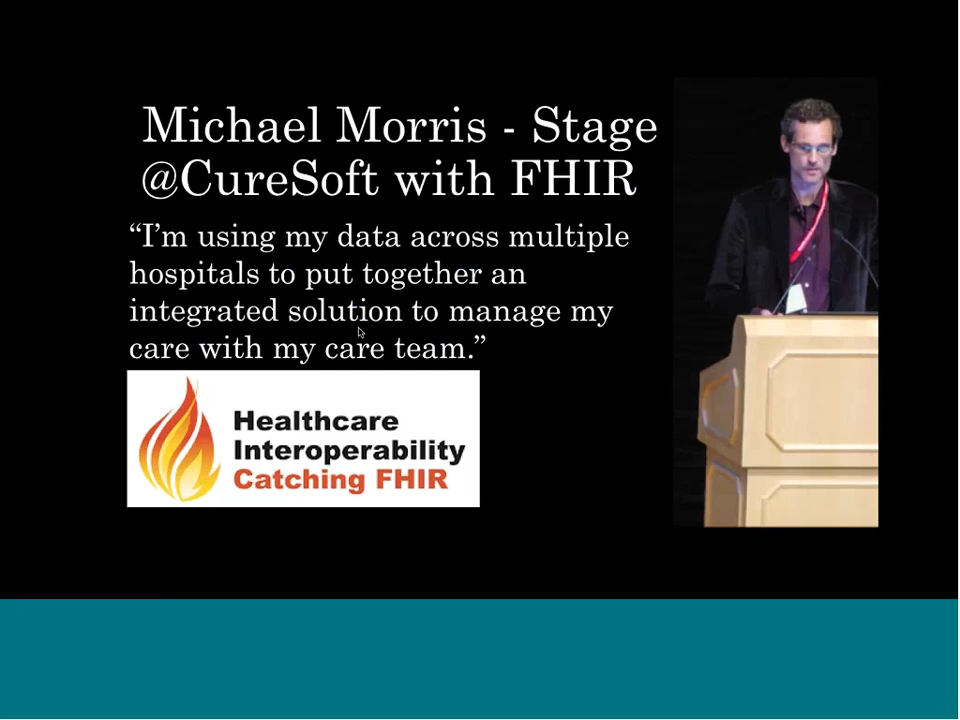 Michael Morris - Stage
@CureSoft with FHIR
“I’m using my data across multiple
hospitals to put together an
integrated solution to manage my
care with my care team.”
Healthcare
Interoperability
Catching FHIR